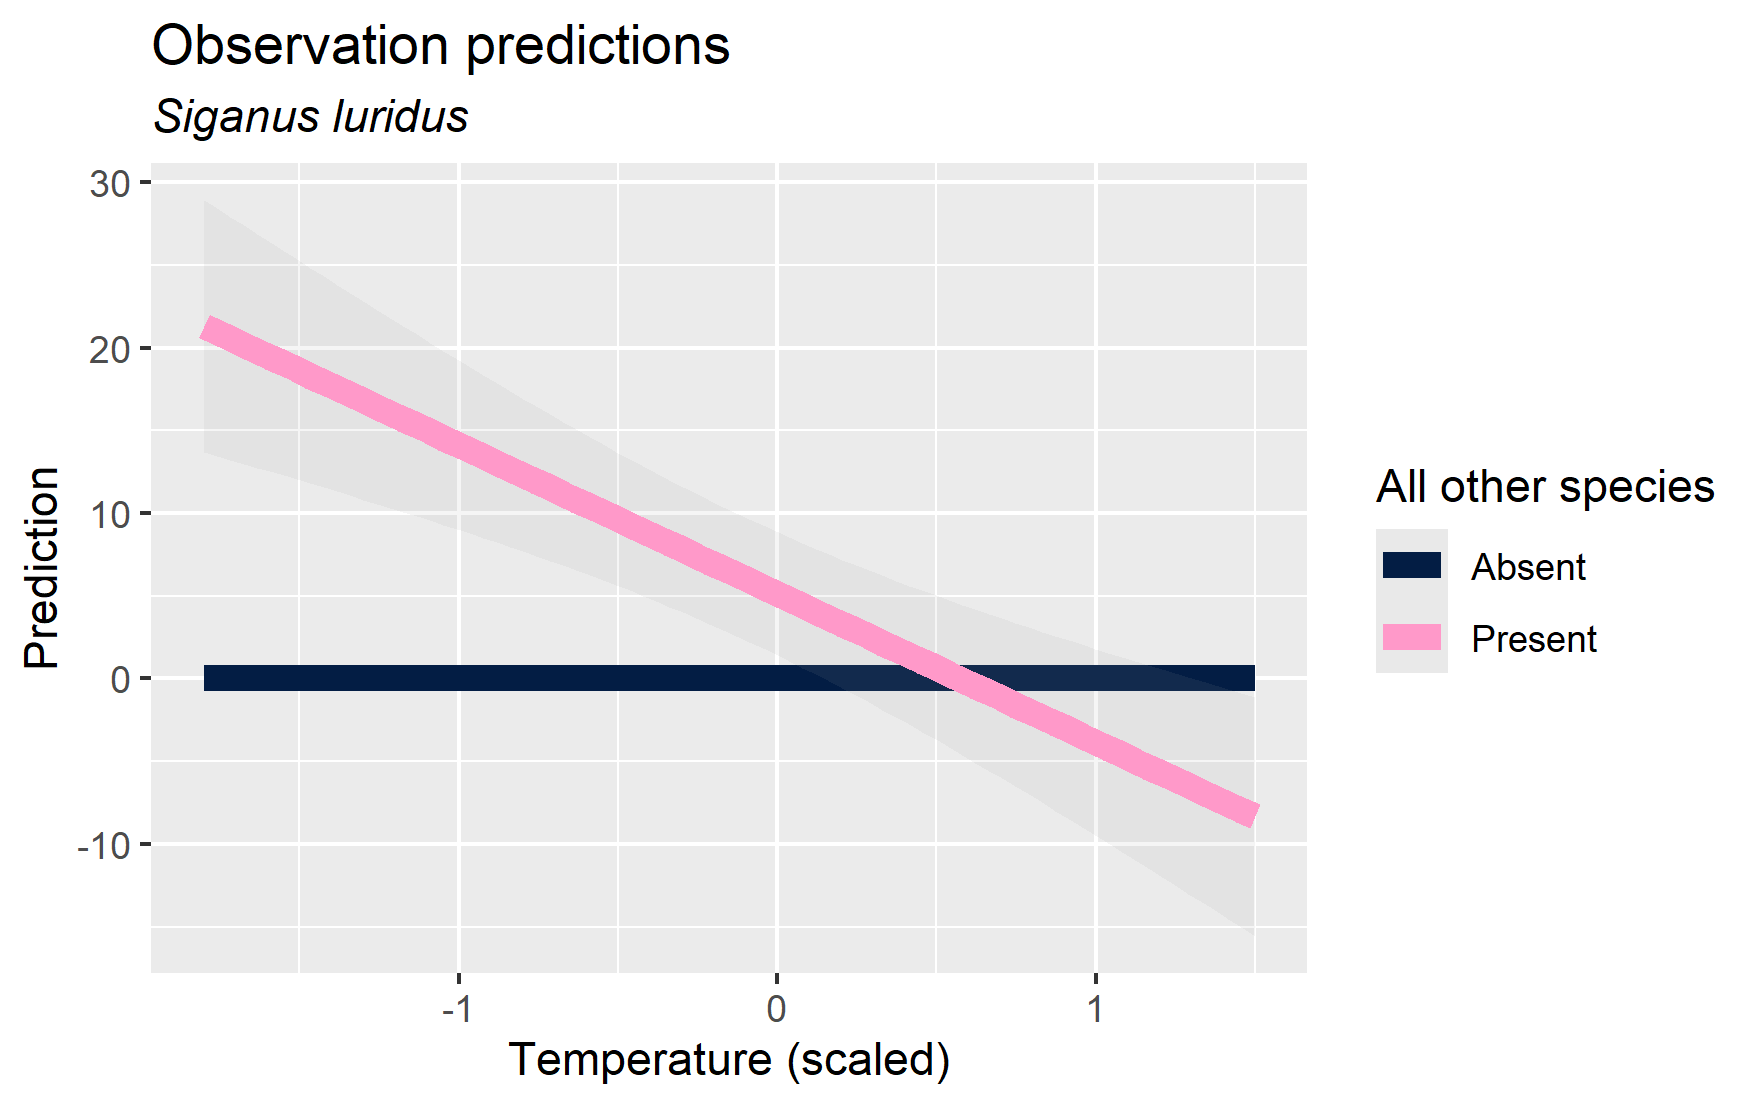 Observation predictions
Siganus luridus
30
20
10
0
-10
Prediction
-1 0 1
Temperature (scaled)
All other species
Absent
Present